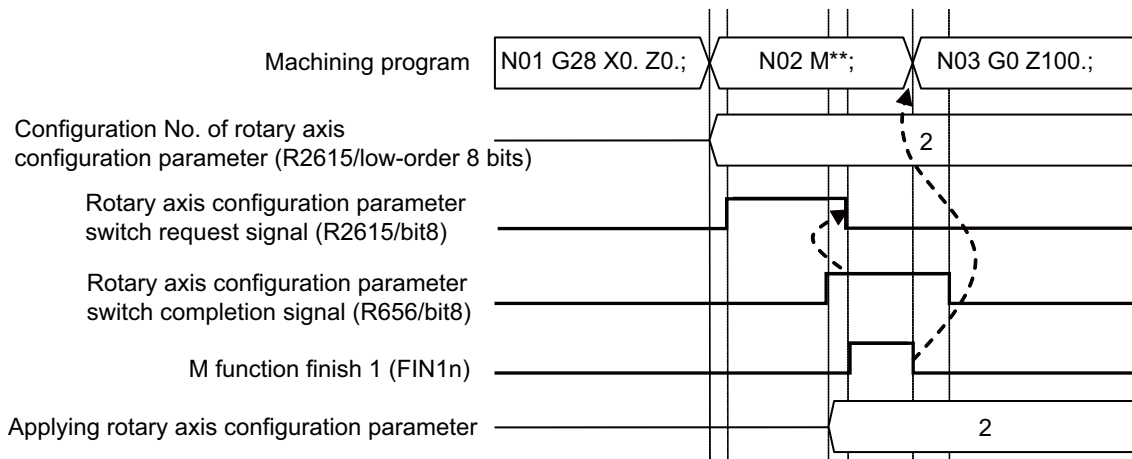 Machining program
N01 G28 X0. Z0.;
N02 M**;
N03 G0 Z100.;
Configuration No. of rotary axis
configuration parameter (R2615/low-order 8 bits)
2
Rotary axis configuration parameter
switch request signal (R2615/bit8)
Rotary axis configuration parameter
switch completion signal (R656/bit8)
M function finish 1 (FIN1n)
Applying rotary axis configuration parameter
2